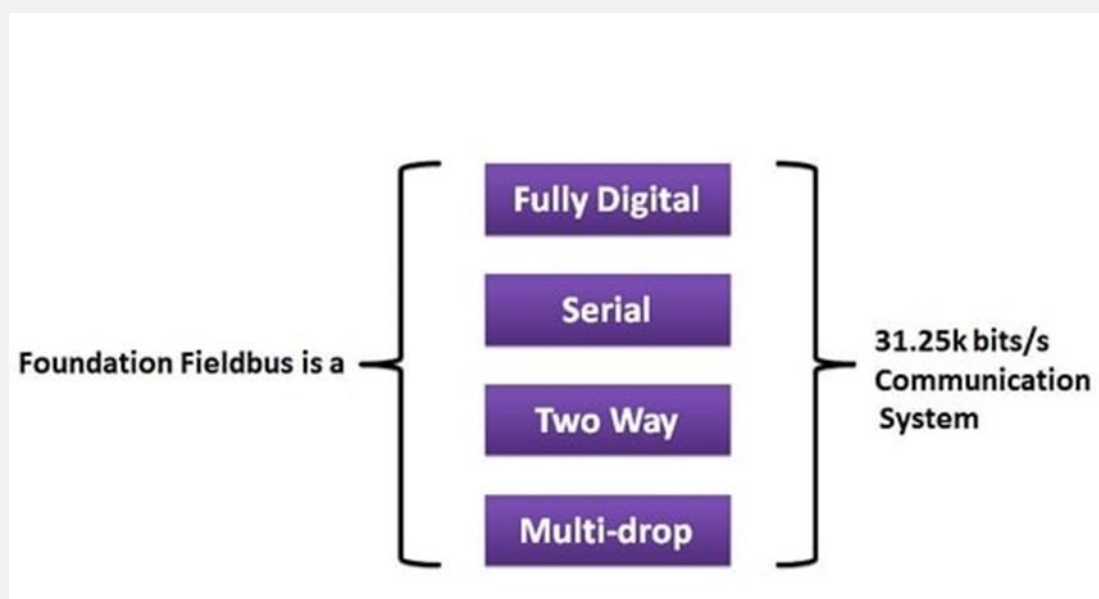 Fully Digital
Serial
Foundation Fieldbus is a
Two Way
Multi-drop
31.25k bits/s
Communication
System